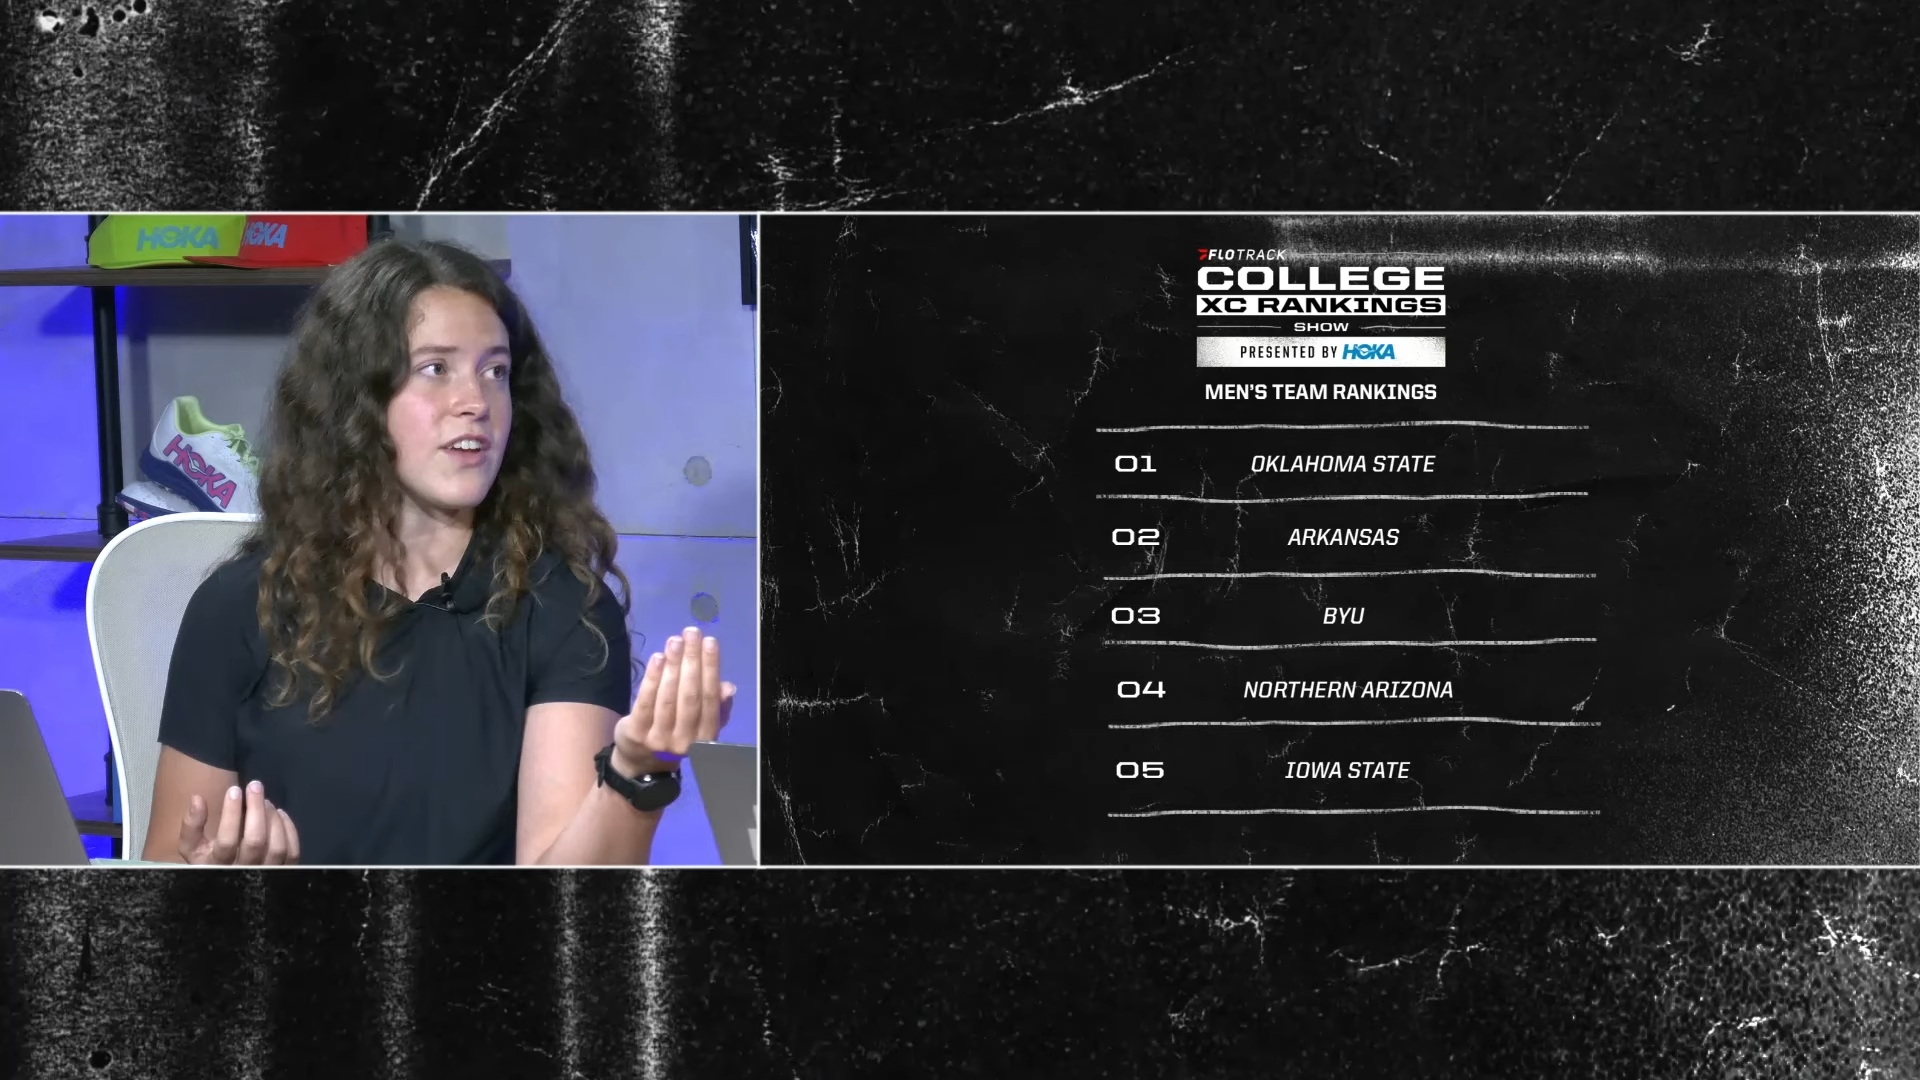 HOKA
HOKA
HOKA
FLOTRACK
COLLEGE
XC RANKINGS
SHOW
PRESENTED BY HOKA
MEN'S TEAM RANKINGS
01 OKLAHOMA STATE
02 ARKANSAS
03 BYU
04 NORTHERN ARIZONA
05 IOWA STATE